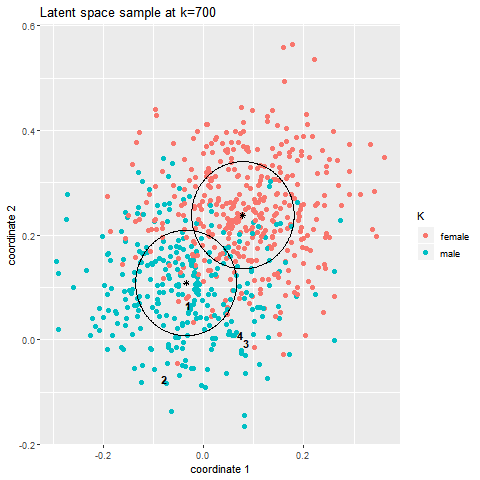 Latent space sample at k=700
0.6
0.4
0.2
0.0
-0.2
coordinate 2
1
4
3
2
-0.2
0.0
0.2
coordinate 1
K
female
male